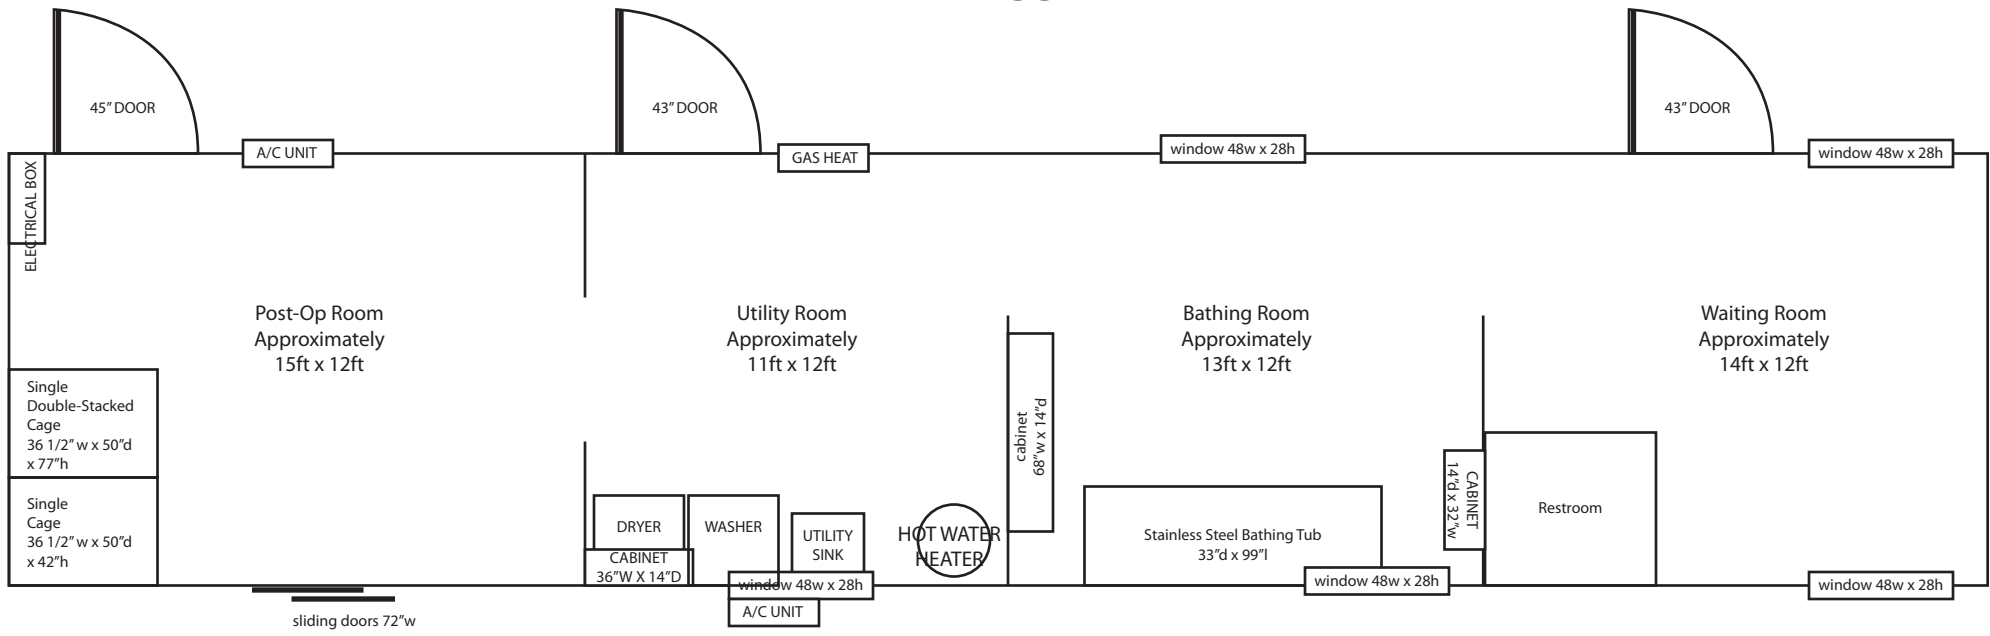 45" DOOR
43" DOOR
43" DOOR
A/C UNIT
GAS HEAT
window 48w x 28h
window 48w x 28h
ELECTRICAL BOX
Post-Op Room
Approximately
15ft x 12ft
Utility Room
Approximately
11ft x 12ft
Bathing Room
Approximately
13ft x 12ft
Waiting Room
Approximately
14ft x 12ft
Single
Double-Stacked
Cage
36 1/2" w x 50"d
x 77"h
Single
Cage
36 1/2" w x 50"d
x 42"h
DRYER
WASHER
CABINET
36"W X 14"D
UTILITY
SINK
HOT WATER
HEATER
cabinet
68"w x 14"d
Stainless Steel Bathing Tub
33"d x 99"l
CABINET
14"d x 32"w
Restroom
window 48w x 28h
window 48w x 28h
window 48w x 28h
A/C UNIT
sliding doors 72"w